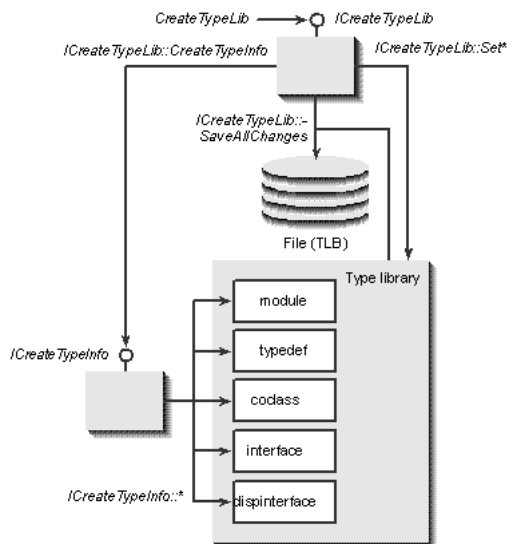 CreateTypeLib
ICreateTypeLib
ICreateTypeLib::CreateTypeInfo
ICreateTypeLib::Set*
ICreateTypeLib::–
SaveAllChanges
File (TLB)
Type library
module
typedef
ICreateTypeInfo
coclass
interface
ICreateTypeInfo::*
dispinterface